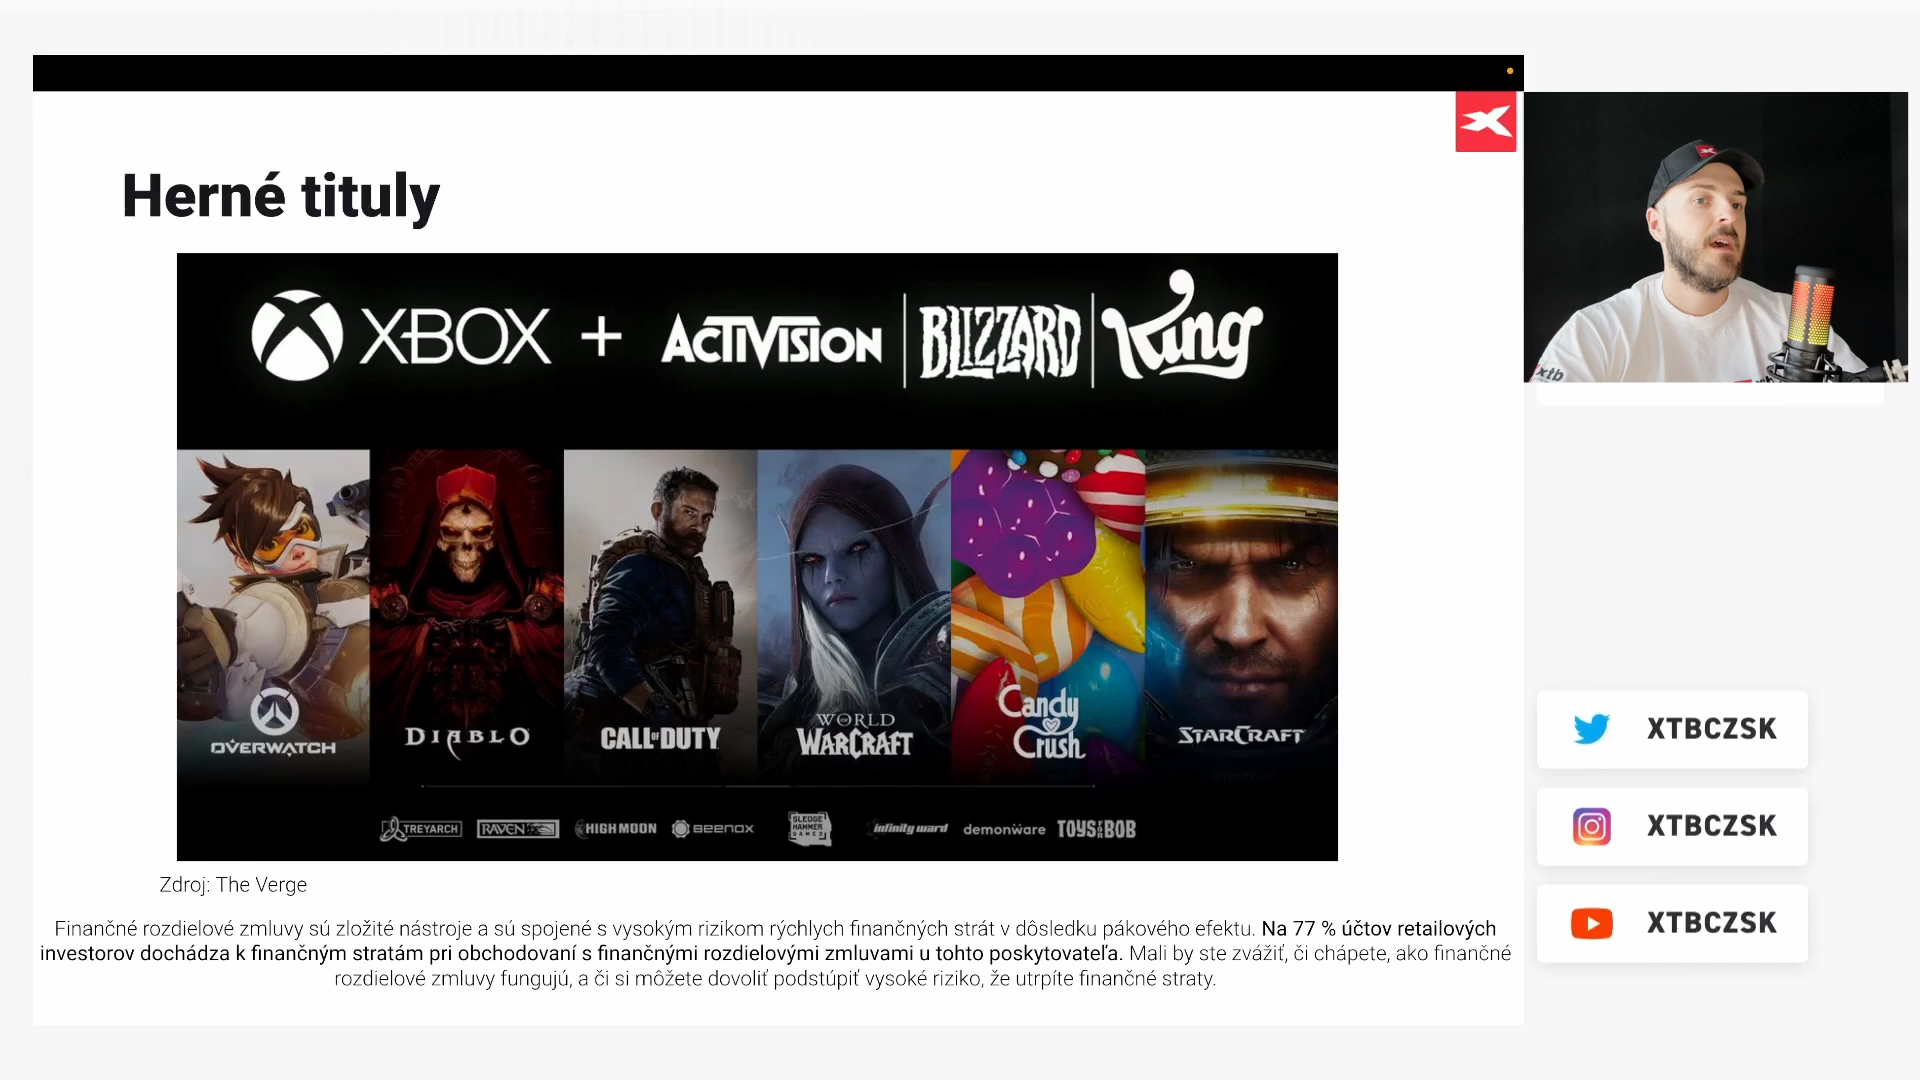 Herné tituly
XBOX + ACTIVISION BLIZZARD King
OVERWATCH
DIABLO
CALL OF DUTY
WORLD OF WARCRAFT
Candy Crush
STARCRAFT
TREYARCH RAVEN HIGH MOON BEENOX SLEDGE HAMMER GAMES infinity ward demonware TOYS FOR BOB
Zdroj: The Verge
Finančné rozdielové zmluvy sú zložité nástroje a sú spojené s vysokým rizikom rýchlych finančných strát v dôsledku pákového efektu. Na 77 % účtov retailových
investorov dochádza k finančným stratám pri obchodovaní s finančnými rozdielovými zmluvami u tohto poskytovateľa. Mali by ste zvážiť, či chápete, ako finančné
rozdielové zmluvy fungujú, a či si môžete dovoliť podstúpiť vysoké riziko, že utrpíte finančné straty.
xtb
XTBCZSK
XTBCZSK
XTBCZSK